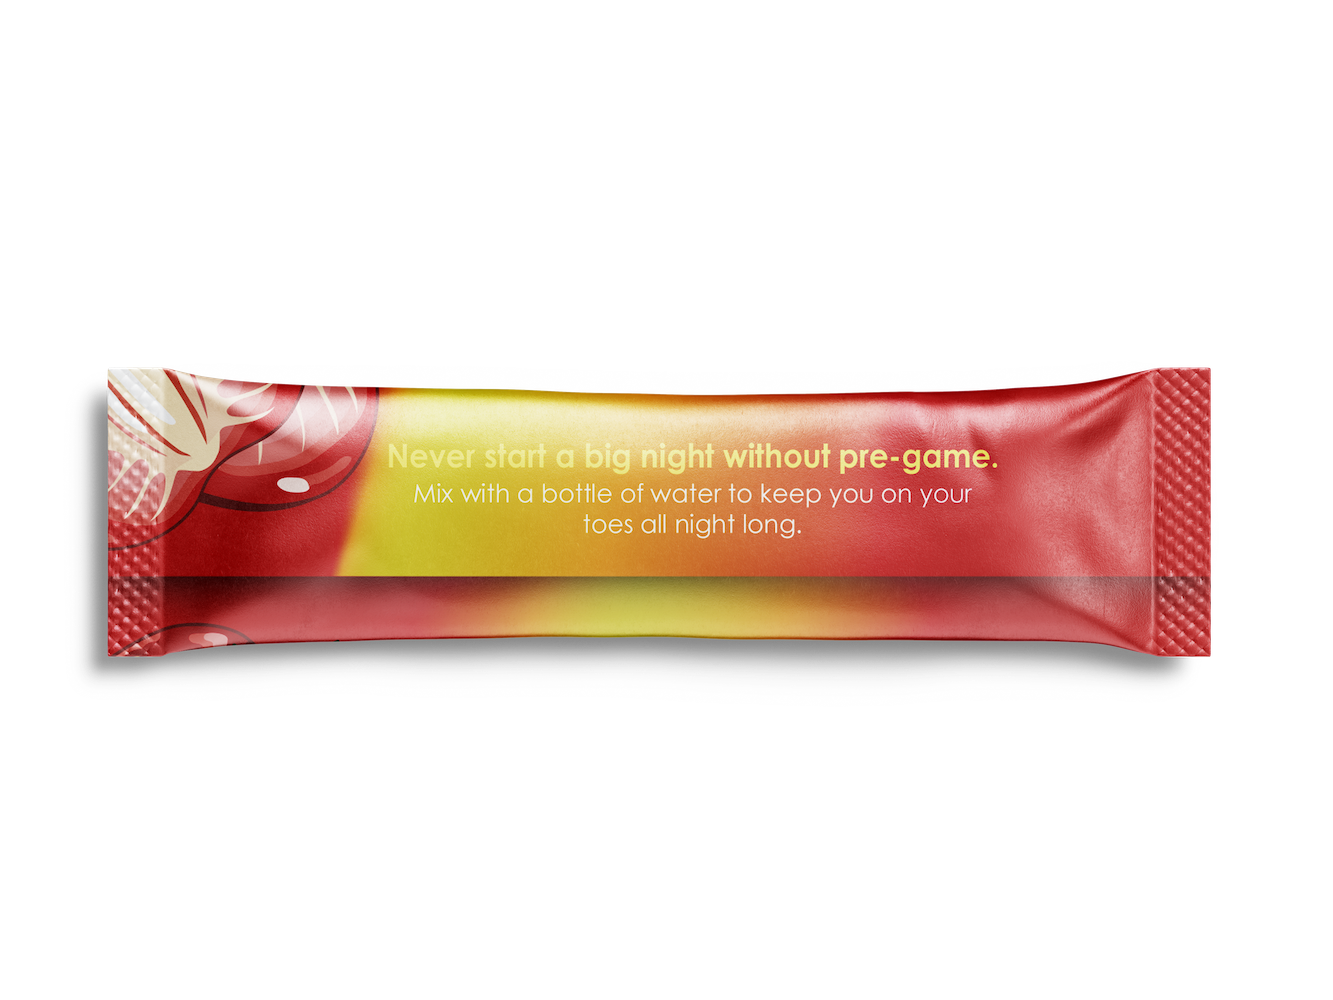 Never start a big night without pre-game.
Mix with a bottle of water to keep you on your
toes all night long.